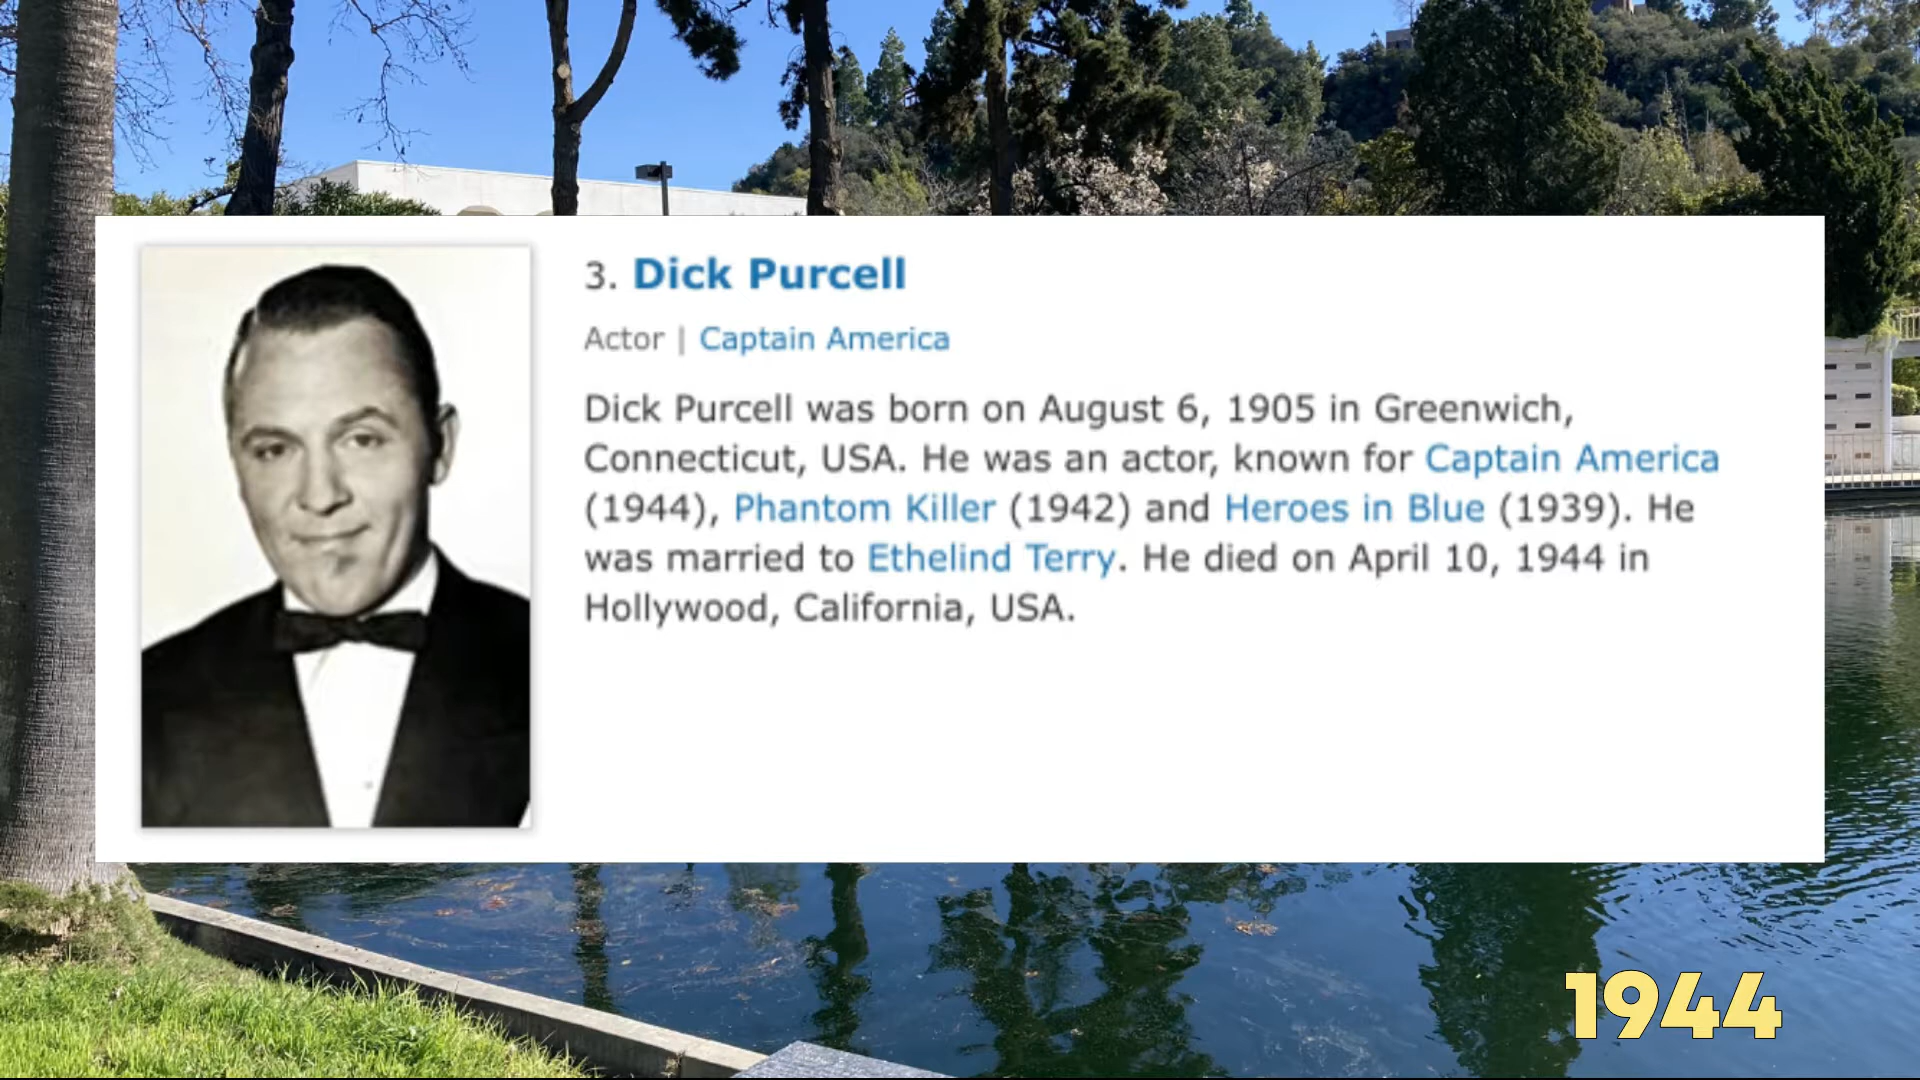 3. Dick Purcell
Actor | Captain America
Dick Purcell was born on August 6, 1905 in Greenwich,
Connecticut, USA. He was an actor, known for Captain America
(1944), Phantom Killer (1942) and Heroes in Blue (1939). He
was married to Ethelind Terry. He died on April 10, 1944 in
Hollywood, California, USA.
1944